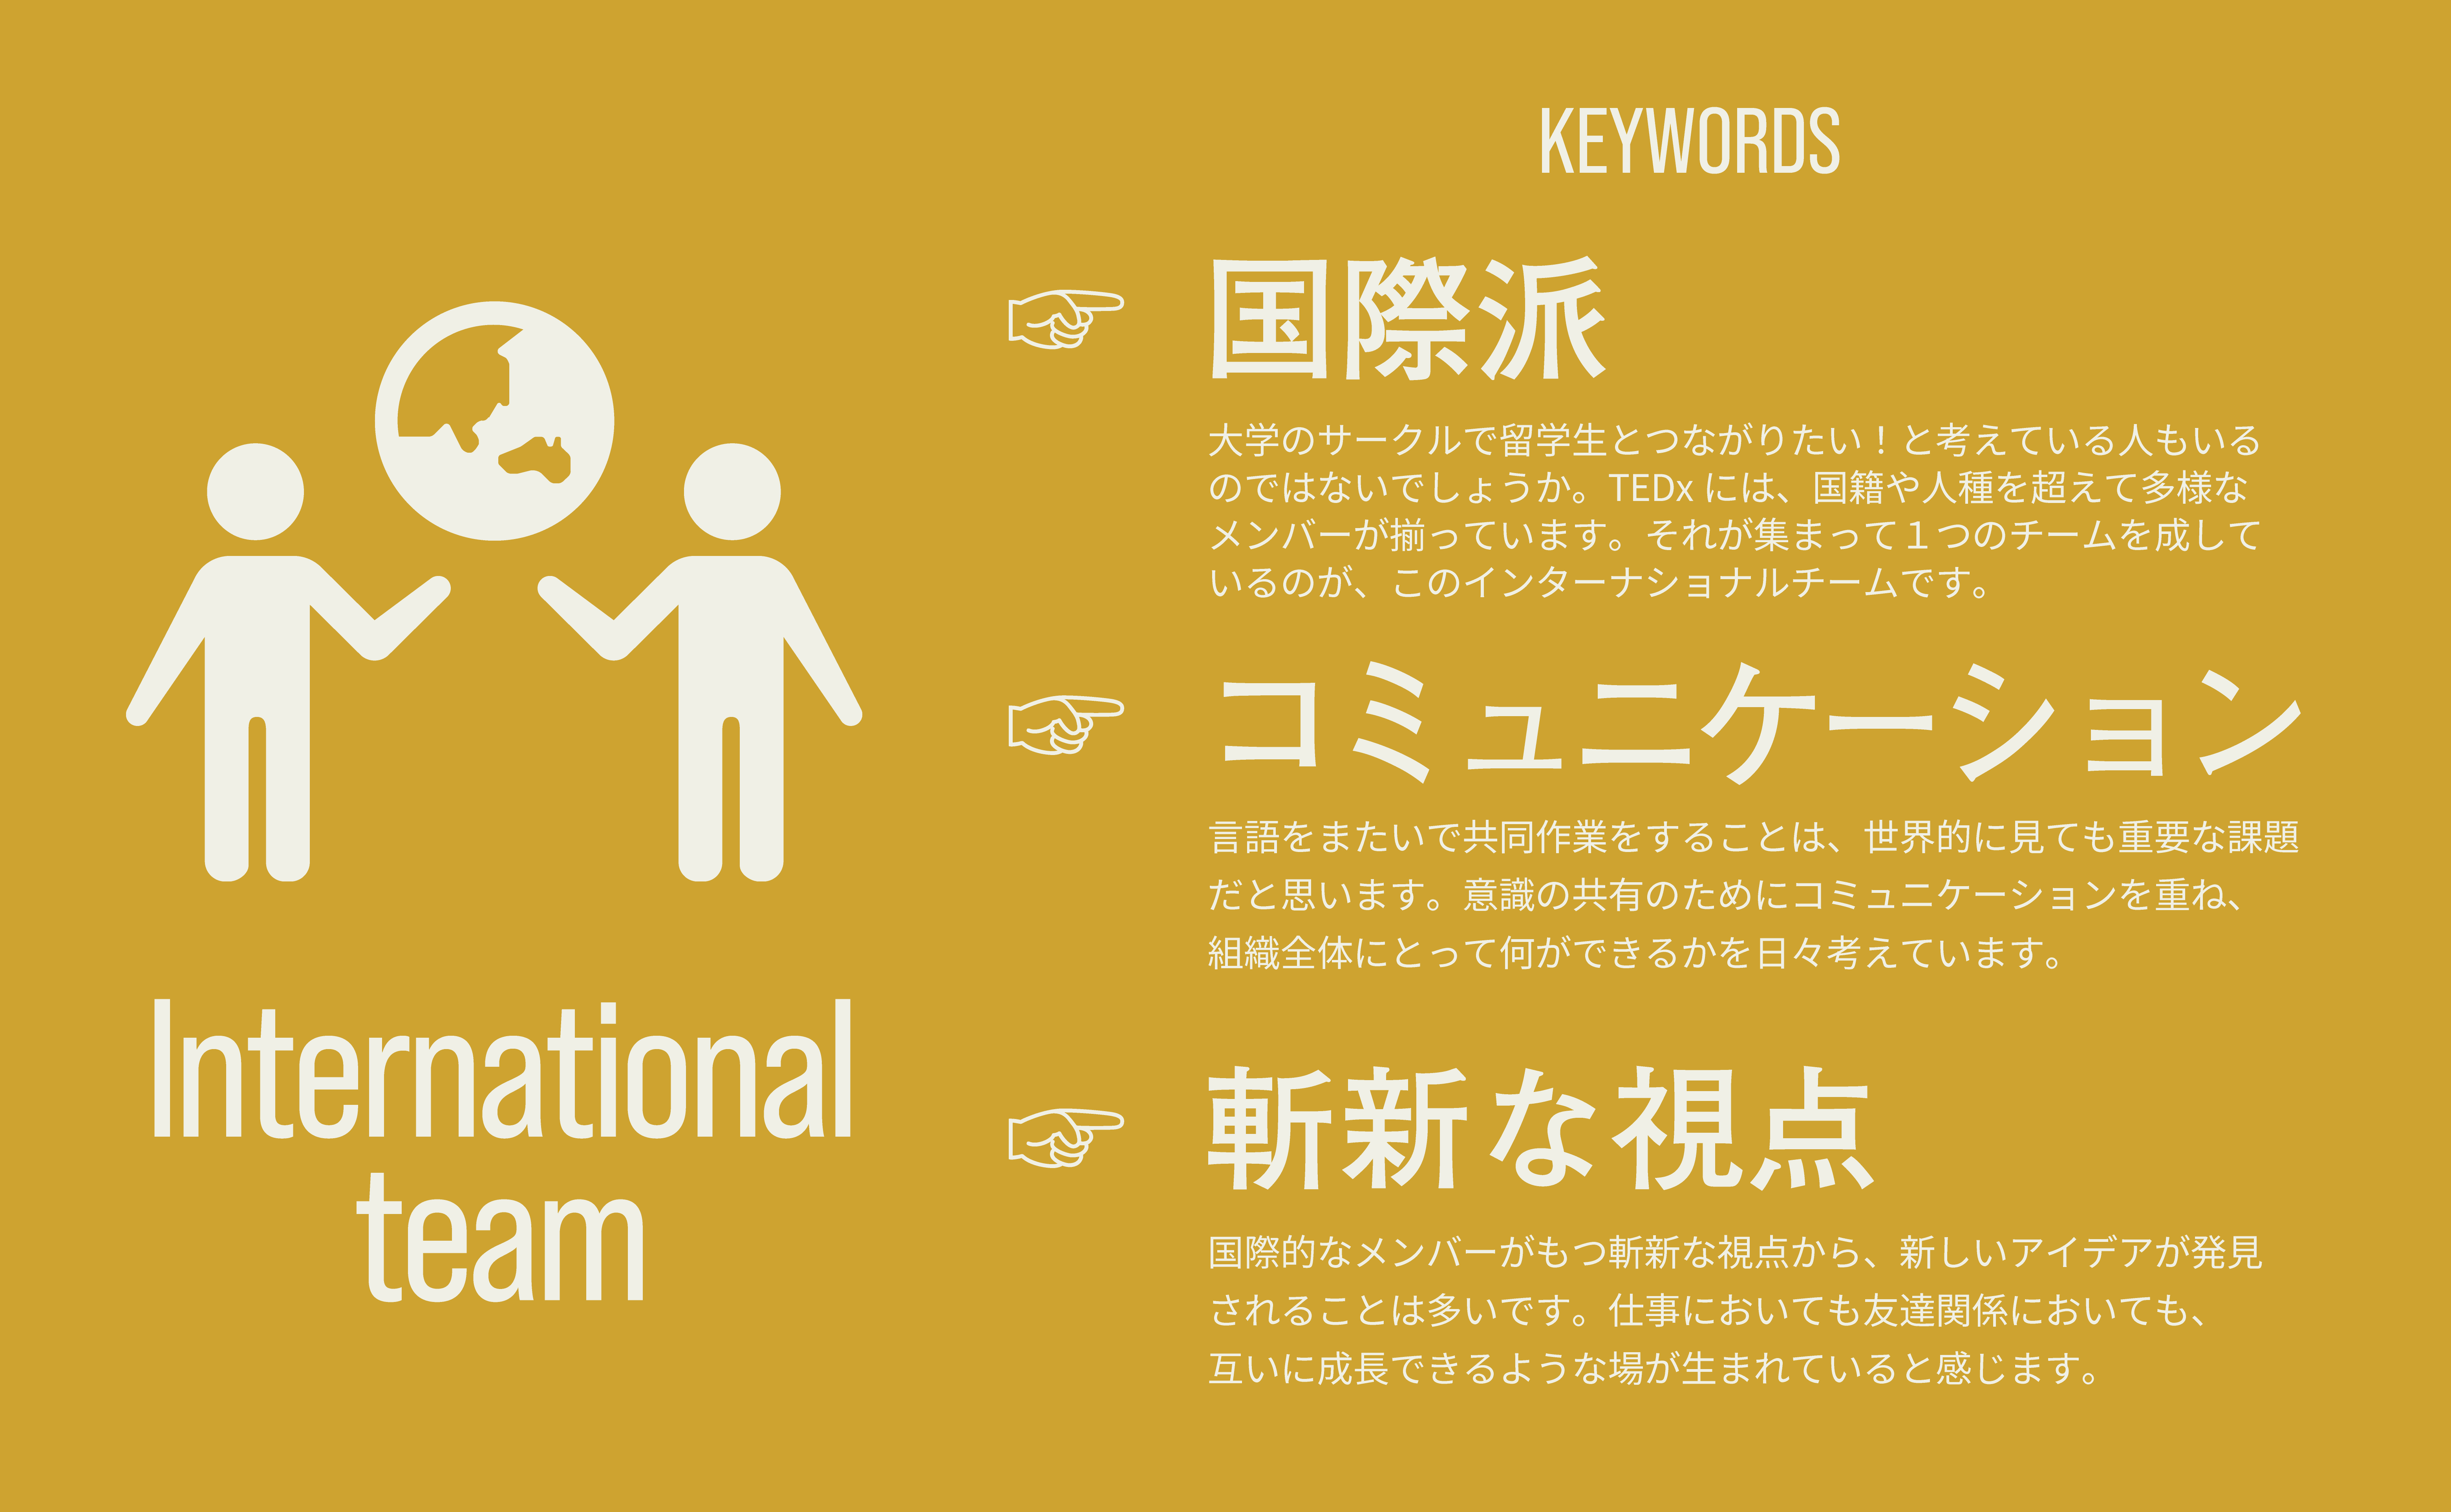 KEYWORDS
国際派
大学のサークルで留学生とつながりたい！と考えている人もいる
のではないでしょうか。TEDx には、国籍や人種を超えて多様な
メンバーが揃っています。それが集まって１つのチームを成して
いるのが、このインターナショナルチームです。
コミュニケーション
言語をまたいで共同作業をすることは、世界的に見ても重要な課題
だと思います。意識の共有のためにコミュニケーションを重ね、
組織全体にとって何ができるかを日々考えています。
斬新な視点
国際的なメンバーがもつ斬新な視点から、新しいアイデアが発見
されることは多いです。仕事においても友達関係においても、
互いに成長できるような場が生まれていると感じます。
International
team